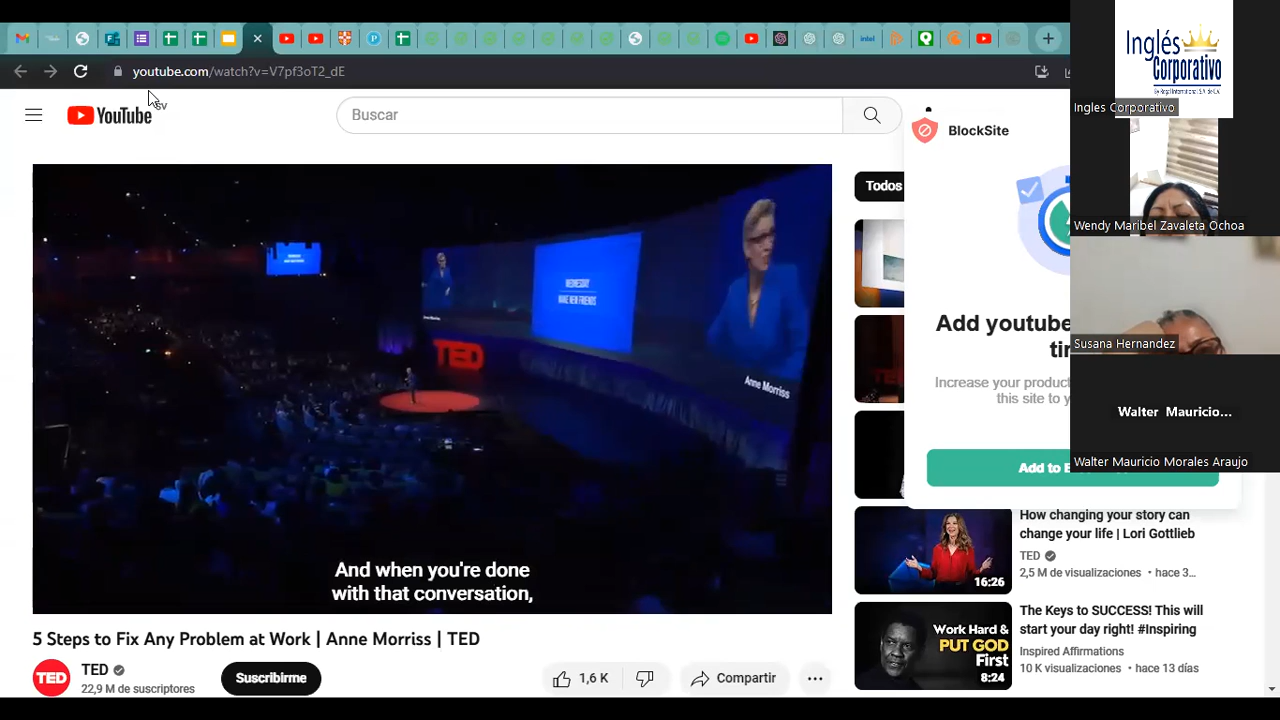 youtube.com/watch?v=V7pf3oT2_dE
YouTube SV
Buscar
BlockSite
Todos
WEDNESDAY
MAKE NEW FRIENDS
TED
Anne Morriss
And when you're done
with that conversation,
Add youtube
Increase your product
this site to y
Add to
5 Steps to Fix Any Problem at Work | Anne Morriss | TED
TED
TED
22,9 M de suscriptores
Suscribirme
1,6 K
Compartir
How changing your story can
change your life | Lori Gottlieb
TED
2,5 M de visualizaciones • hace 3...
16:26
Work Hard &
PUT GOD
First
8:24
The Keys to SUCCESS! This will
start your day right! #Inspiring
Inspired Affirmations
10 K visualizaciones • hace 13 días
Inglés
Corporativo
Ingles Corporativo
Wendy Maribel Zavaleta Ochoa
Susana Hernandez
Walter Mauricio...
Walter Mauricio Morales Araujo